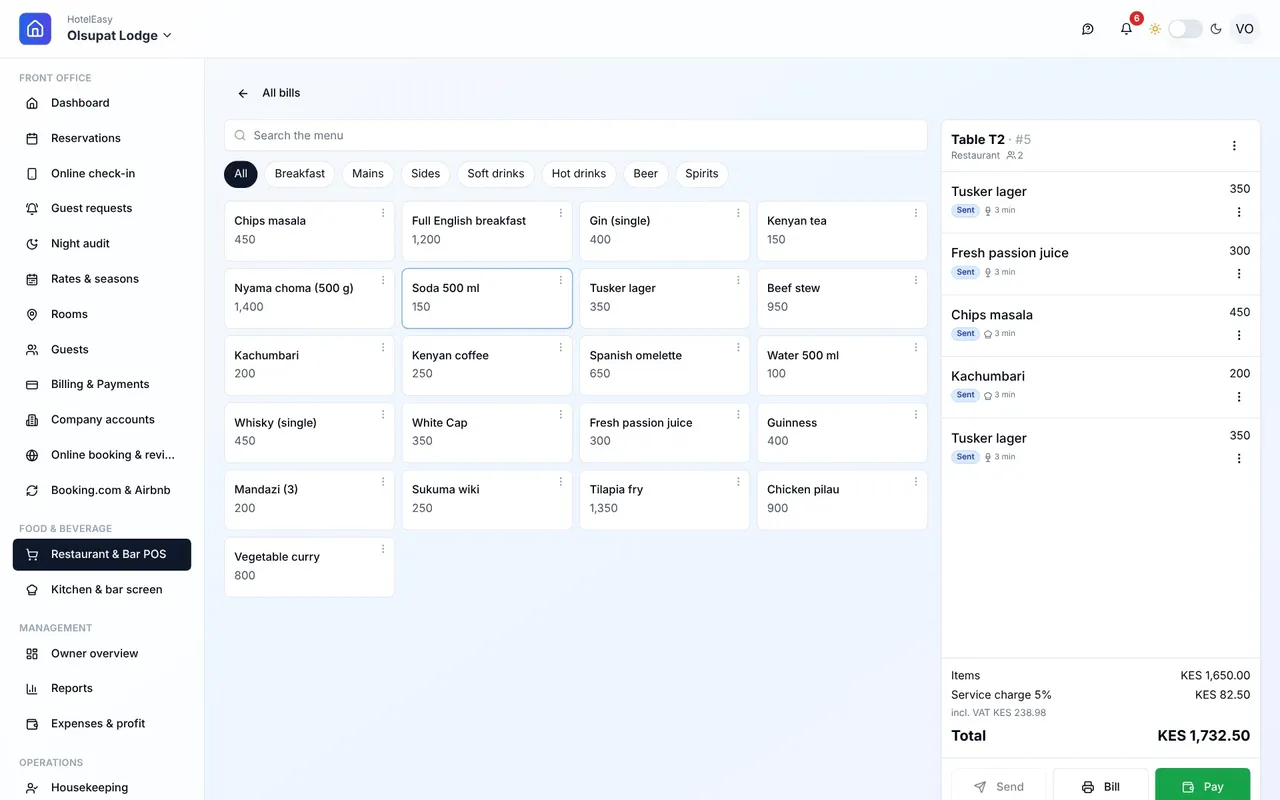 HotelEasy
Olsupat Lodge
6
VO
FRONT OFFICE
Dashboard
Reservations
Online check-in
Guest requests
Night audit
Rates & seasons
Rooms
Guests
Billing & Payments
Company accounts
Online booking & revi...
Booking.com & Airbnb
FOOD & BEVERAGE
Restaurant & Bar POS
Kitchen & bar screen
MANAGEMENT
Owner overview
Reports
Expenses & profit
OPERATIONS
Housekeeping
All bills
Search the menu
All
Breakfast
Mains
Sides
Soft drinks
Hot drinks
Beer
Spirits
Chips masala
450
Full English breakfast
1,200
Gin (single)
400
Kenyan tea
150
Nyama choma (500 g)
1,400
Soda 500 ml
150
Tusker lager
350
Beef stew
950
Kachumbari
200
Kenyan coffee
250
Spanish omelette
650
Water 500 ml
100
Whisky (single)
450
White Cap
350
Fresh passion juice
300
Guinness
400
Mandazi (3)
200
Sukuma wiki
250
Tilapia fry
1,350
Chicken pilau
900
Vegetable curry
800
Table T2 · #5
Restaurant 2
Tusker lager 350
Sent 3 min
Fresh passion juice 300
Sent 3 min
Chips masala 450
Sent 3 min
Kachumbari 200
Sent 3 min
Tusker lager 350
Sent 3 min
Items KES 1,650.00
Service charge 5% KES 82.50
incl. VAT KES 238.98
Total KES 1,732.50
Send
Bill
Pay